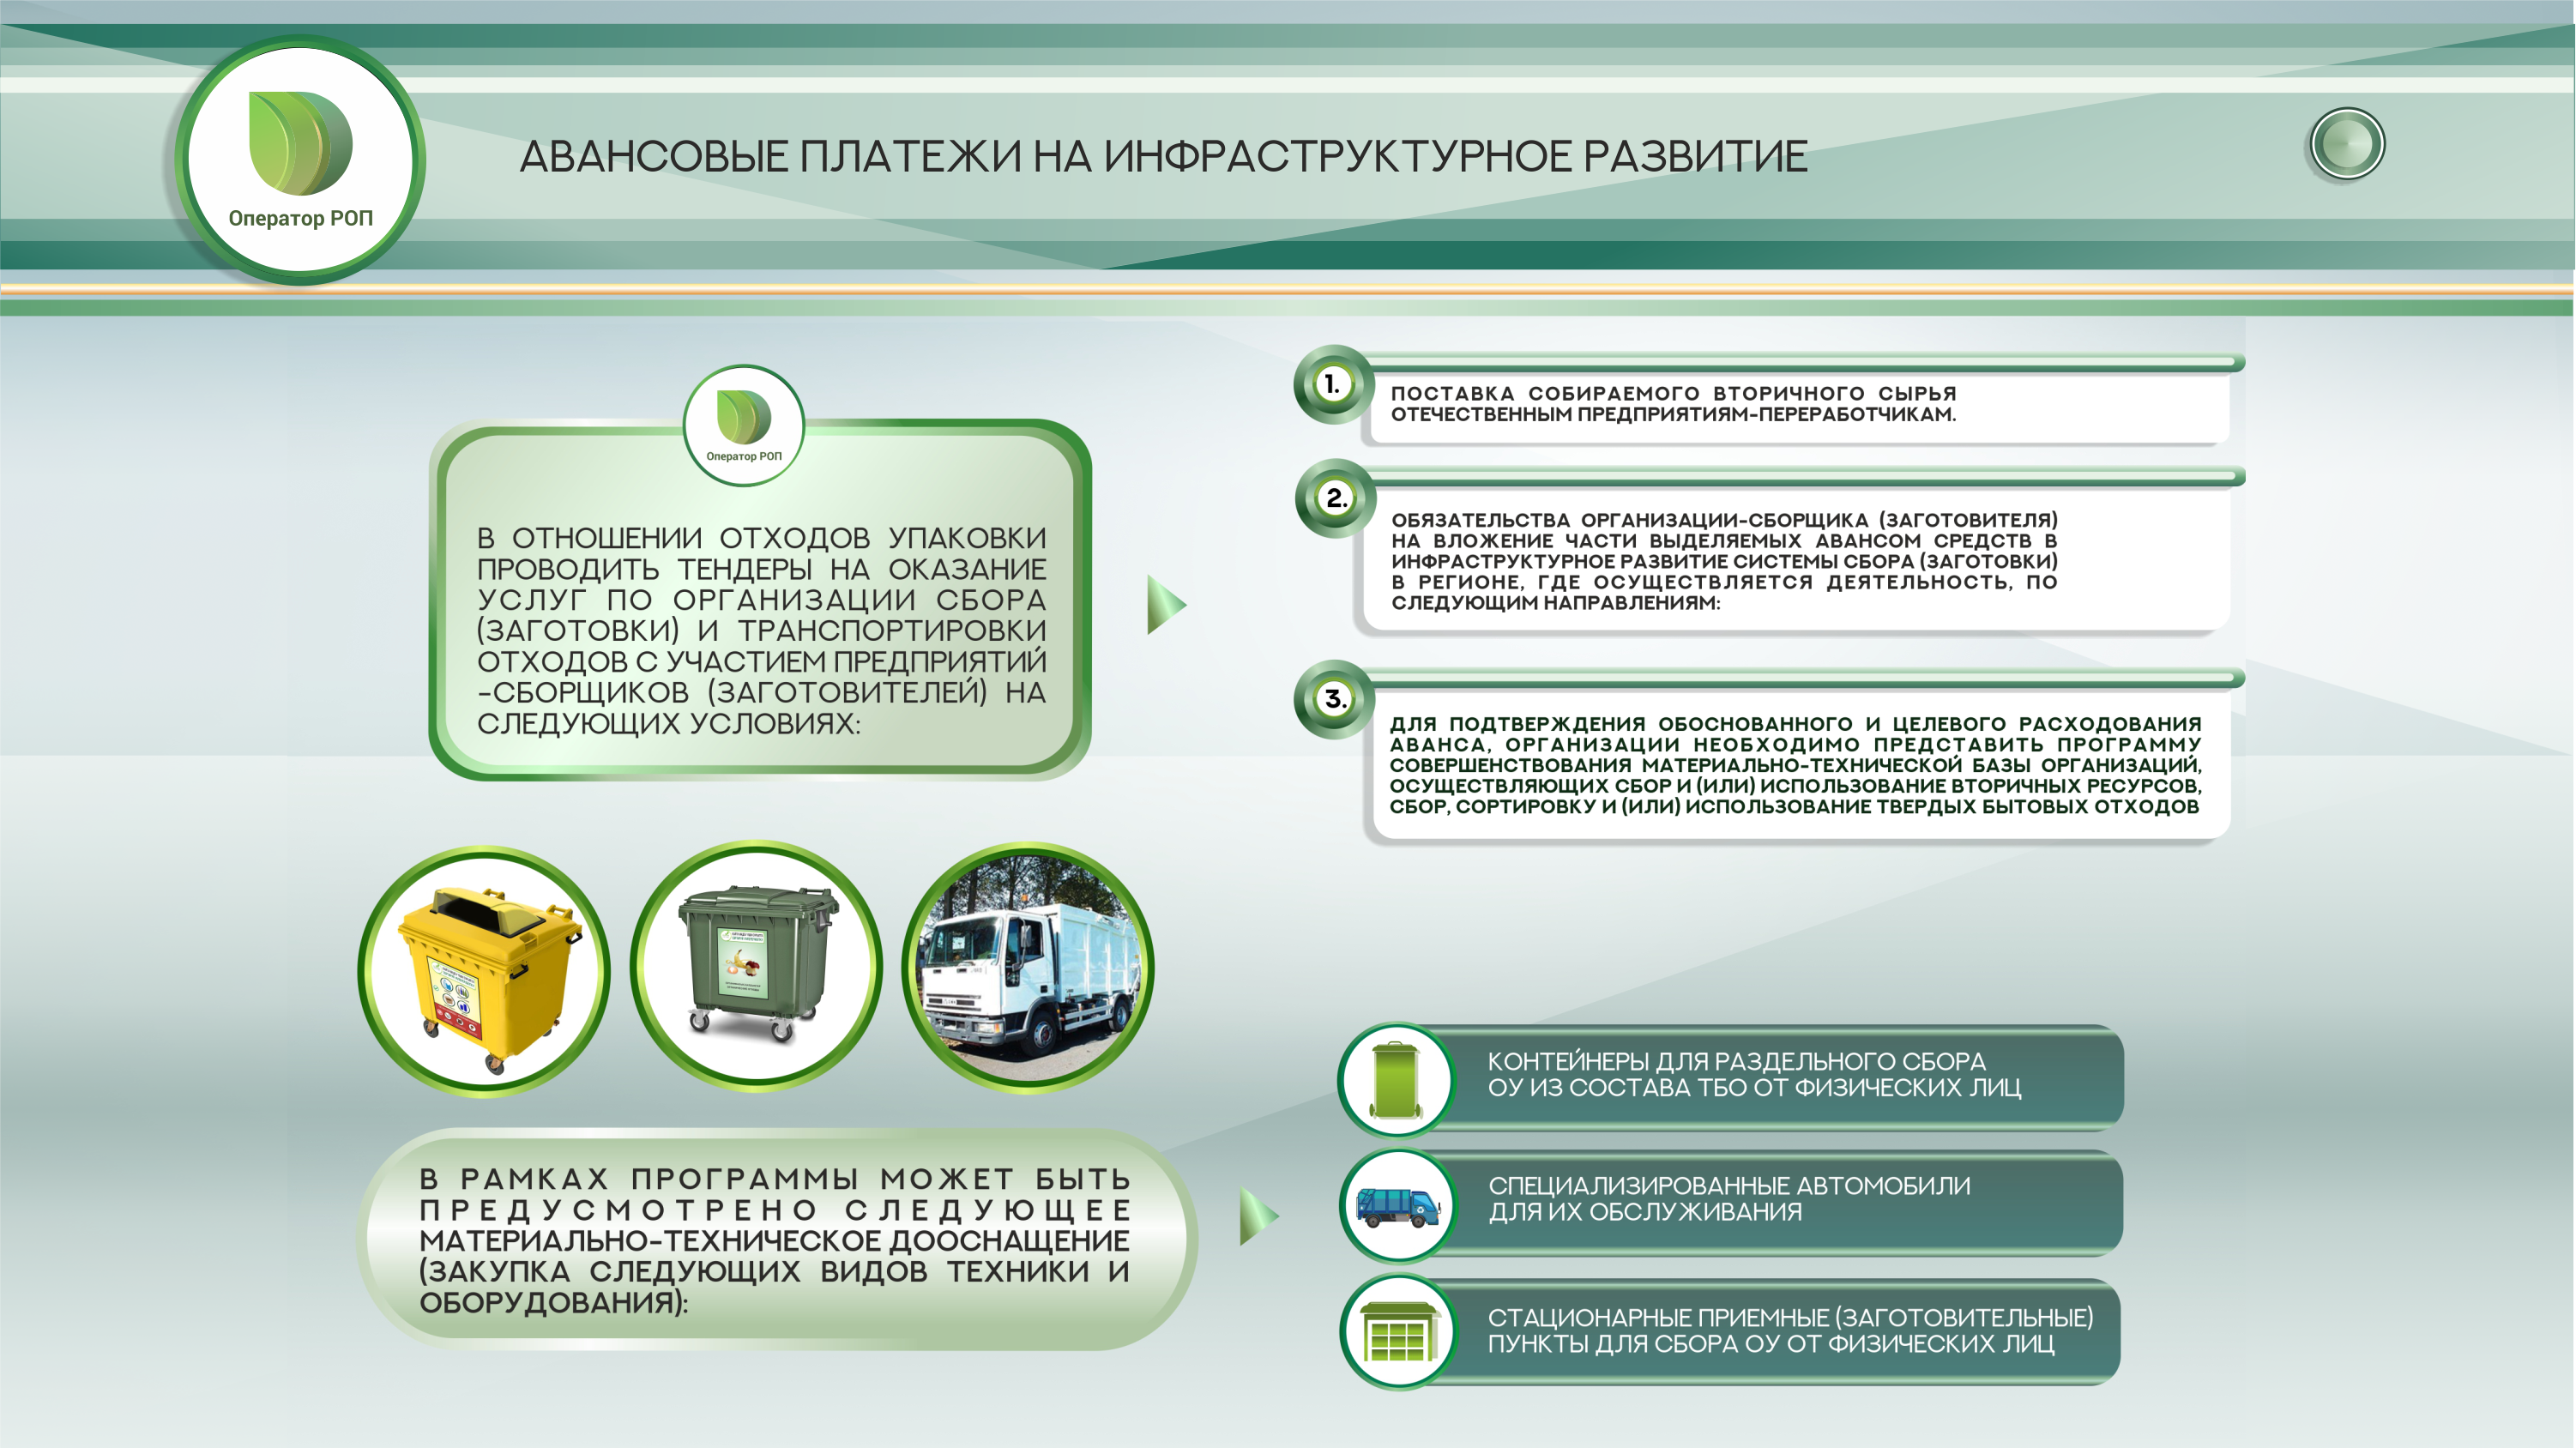 Оператор РОП
АВАНСОВЫЕ ПЛАТЕЖИ НА ИНФРАСТРУКТУРНОЕ РАЗВИТИЕ
Оператор РОП
В ОТНОШЕНИИ ОТХОДОВ УПАКОВКИ
ПРОВОДИТЬ ТЕНДЕРЫ НА ОКАЗАНИЕ
УСЛУГ ПО ОРГАНИЗАЦИИ СБОРА
(ЗАГОТОВКИ) И ТРАНСПОРТИРОВКИ
ОТХОДОВ С УЧАСТИЕМ ПРЕДПРИЯТИЙ
-СБОРЩИКОВ (ЗАГОТОВИТЕЛЕЙ) НА
СЛЕДУЮЩИХ УСЛОВИЯХ:
1.
ПОСТАВКА СОБИРАЕМОГО ВТОРИЧНОГО СЫРЬЯ
ОТЕЧЕСТВЕННЫМ ПРЕДПРИЯТИЯМ-ПЕРЕРАБОТЧИКАМ.
2.
ОБЯЗАТЕЛЬСТВА ОРГАНИЗАЦИИ-СБОРЩИКА (ЗАГОТОВИТЕЛЯ)
НА ВЛОЖЕНИЕ ЧАСТИ ВЫДЕЛЯЕМЫХ АВАНСОМ СРЕДСТВ В
ИНФРАСТРУКТУРНОЕ РАЗВИТИЕ СИСТЕМЫ СБОРА (ЗАГОТОВКИ)
В РЕГИОНЕ, ГДЕ ОСУЩЕСТВЛЯЕТСЯ ДЕЯТЕЛЬНОСТЬ, ПО
СЛЕДУЮЩИМ НАПРАВЛЕНИЯМ:
3.
ДЛЯ ПОДТВЕРЖДЕНИЯ ОБОСНОВАННОГО И ЦЕЛЕВОГО РАСХОДОВАНИЯ
АВАНСА, ОРГАНИЗАЦИИ НЕОБХОДИМО ПРЕДСТАВИТЬ ПРОГРАММУ
СОВЕРШЕНСТВОВАНИЯ МАТЕРИАЛЬНО-ТЕХНИЧЕСКОЙ БАЗЫ ОРГАНИЗАЦИЙ,
ОСУЩЕСТВЛЯЮЩИХ СБОР И (ИЛИ) ИСПОЛЬЗОВАНИЕ ВТОРИЧНЫХ РЕСУРСОВ,
СБОР, СОРТИРОВКУ И (ИЛИ) ИСПОЛЬЗОВАНИЕ ТВЕРДЫХ БЫТОВЫХ ОТХОДОВ
В РАМКАХ ПРОГРАММЫ МОЖЕТ БЫТЬ
ПРЕДУСМОТРЕНО СЛЕДУЮЩЕЕ
МАТЕРИАЛЬНО-ТЕХНИЧЕСКОЕ ДООСНАЩЕНИЕ
(ЗАКУПКА СЛЕДУЮЩИХ ВИДОВ ТЕХНИКИ И
ОБОРУДОВАНИЯ):
КОНТЕЙНЕРЫ ДЛЯ РАЗДЕЛЬНОГО СБОРА
ОУ ИЗ СОСТАВА ТБО ОТ ФИЗИЧЕСКИХ ЛИЦ
СПЕЦИАЛИЗИРОВАННЫЕ АВТОМОБИЛИ
ДЛЯ ИХ ОБСЛУЖИВАНИЯ
СТАЦИОНАРНЫЕ ПРИЕМНЫЕ (ЗАГОТОВИТЕЛЬНЫЕ)
ПУНКТЫ ДЛЯ СБОРА ОУ ОТ ФИЗИЧЕСКИХ ЛИЦ